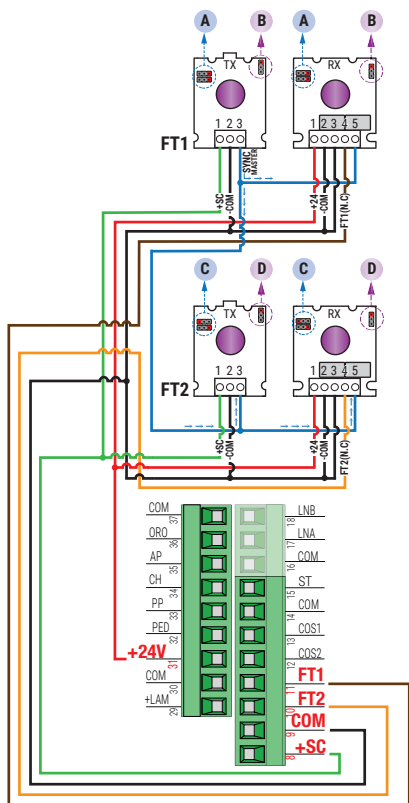 A B A B
TX RX
1 2 3 1 2 3 4 5
FT1
+SC -COM SYNC MASTER +24 -COM FT1(N.C)
C D C D
TX RX
1 2 3 1 2 3 4 5
FT2
+SC -COM +24 -COM FT2(N.C)
COM 37
ORO 36
AP 35
CH 34
PP 33
PED 32
+24V 31
COM 30
+LAM 29
LNB 18
LNA 17
COM 16
ST 15
COM 14
COS1 13
COS2 12
FT1 11
FT2 10
COM 9
+SC 8